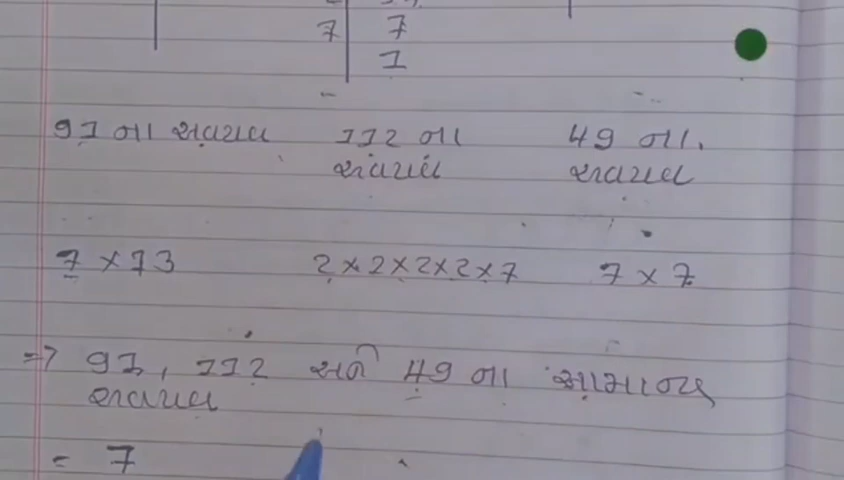 7 7
1
91 ના અવયવ 112 ના 49 ના.
અવયવ અવયવ
7 × 13 2 × 2 × 2 × 2 × 7 7 × 7
=> 91, 112 અને 49 ના સામાન્ય
અવયવ
= 7